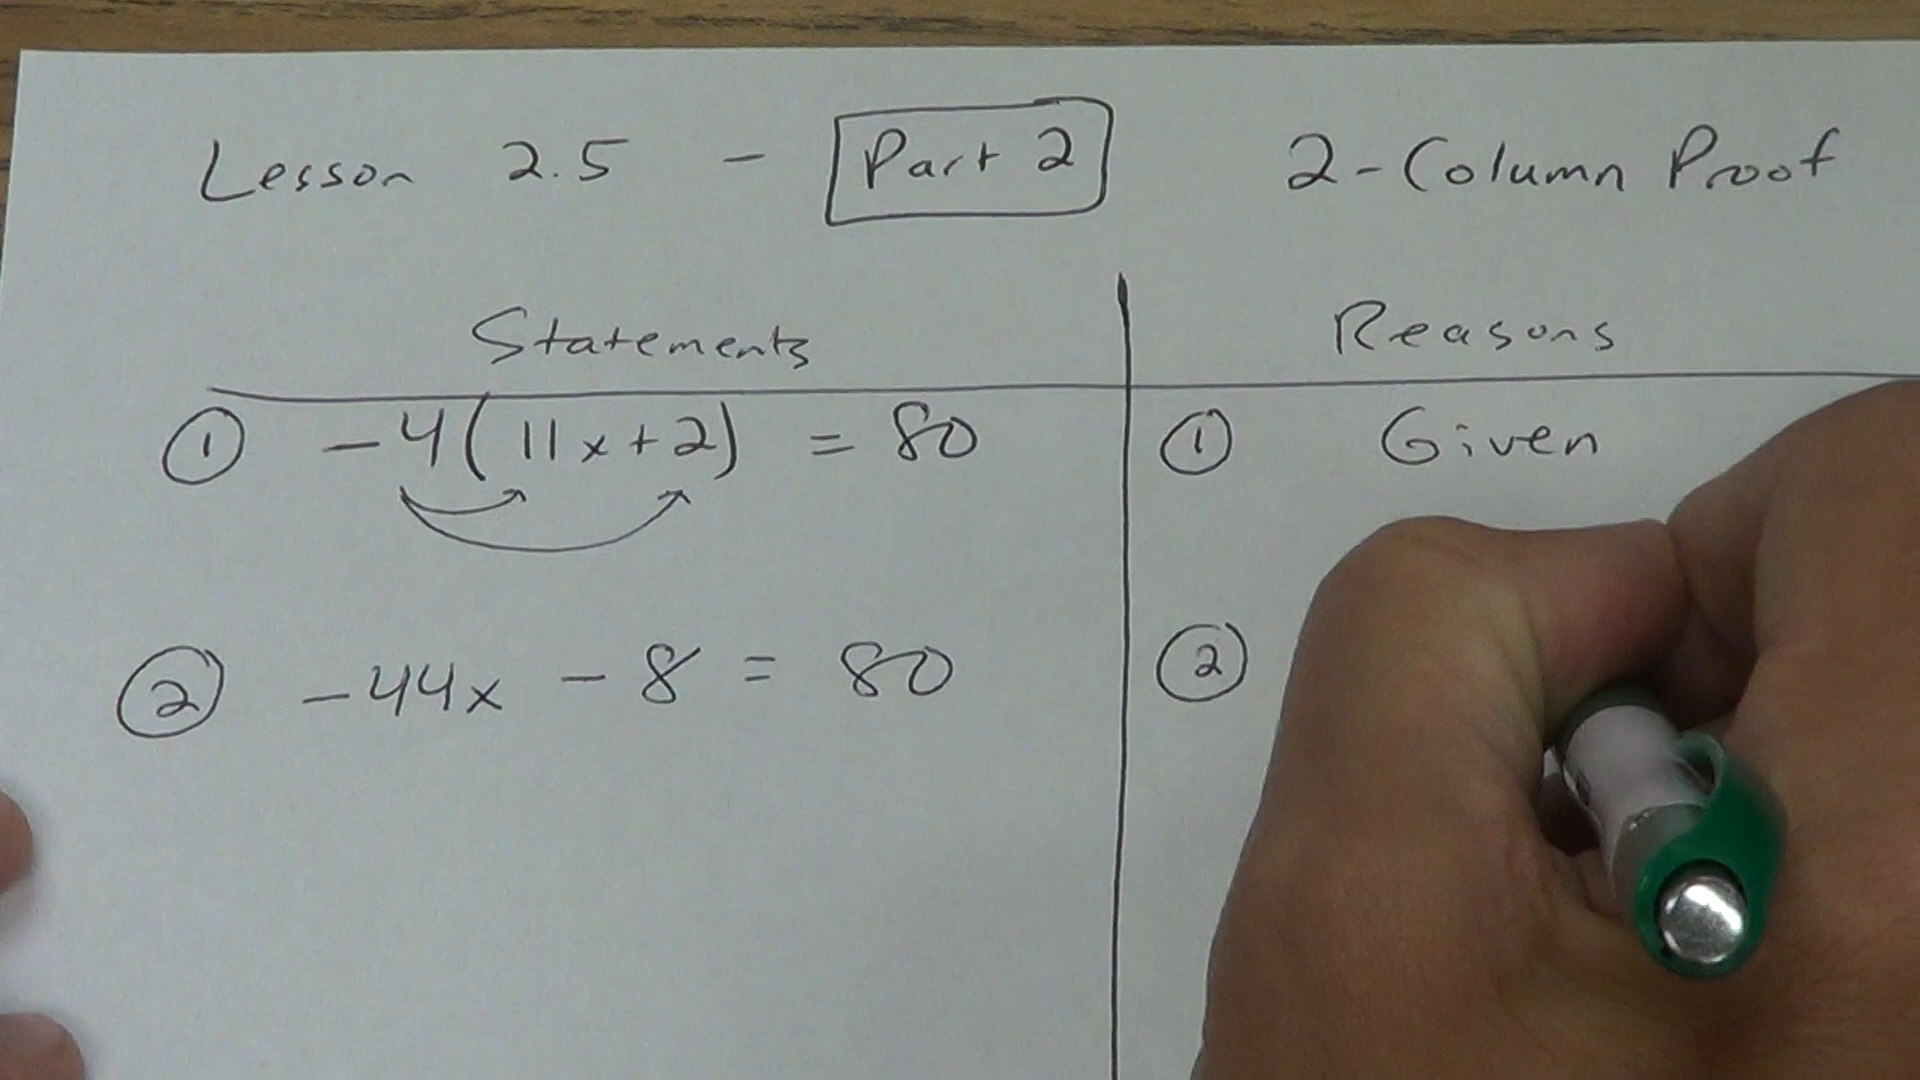 Lesson 2.5 - Part 2 2-Column Proof
Statements Reasons
① -4(11x+2) = 80 ① Given
② -44x - 8 = 80 ②